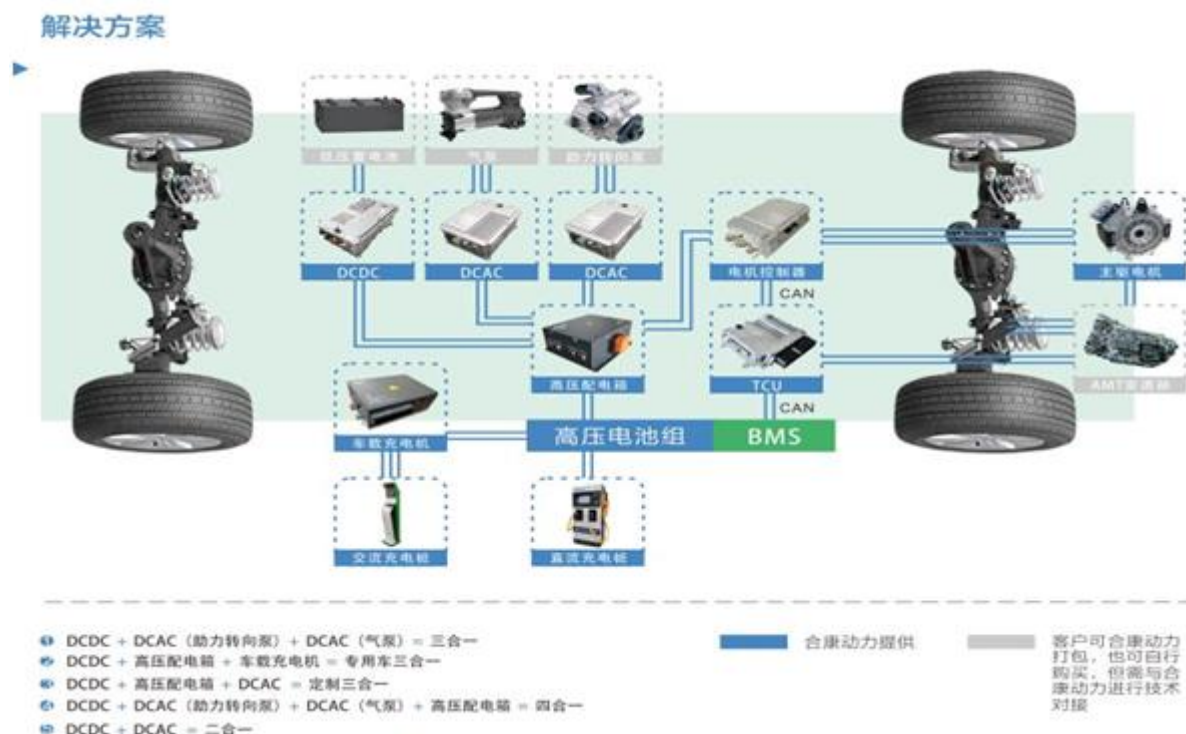 解决方案
低压蓄电池
气泵
助力转向泵
DCDC
DCAC
DCAC
电机控制器
主驱电机
CAN
高压配电箱
TCU
AMT变速器
CAN
车载充电机
高压电池组
BMS
交流充电桩
直流充电桩
1 DCDC + DCAC（助力转向泵）+ DCAC（气泵）= 三合一
2 DCDC + 高压配电箱 + 车载充电机 = 专用车三合一
3 DCDC + 高压配电箱 + DCAC = 定制三合一
4 DCDC + DCAC（助力转向泵）+ DCAC（气泵）+ 高压配电箱 = 四合一
5 DCDC + DCAC = 二合一
合康动力提供
客户可合康动力
打包，也可自行
购买，但需与合
康动力进行技术
对接